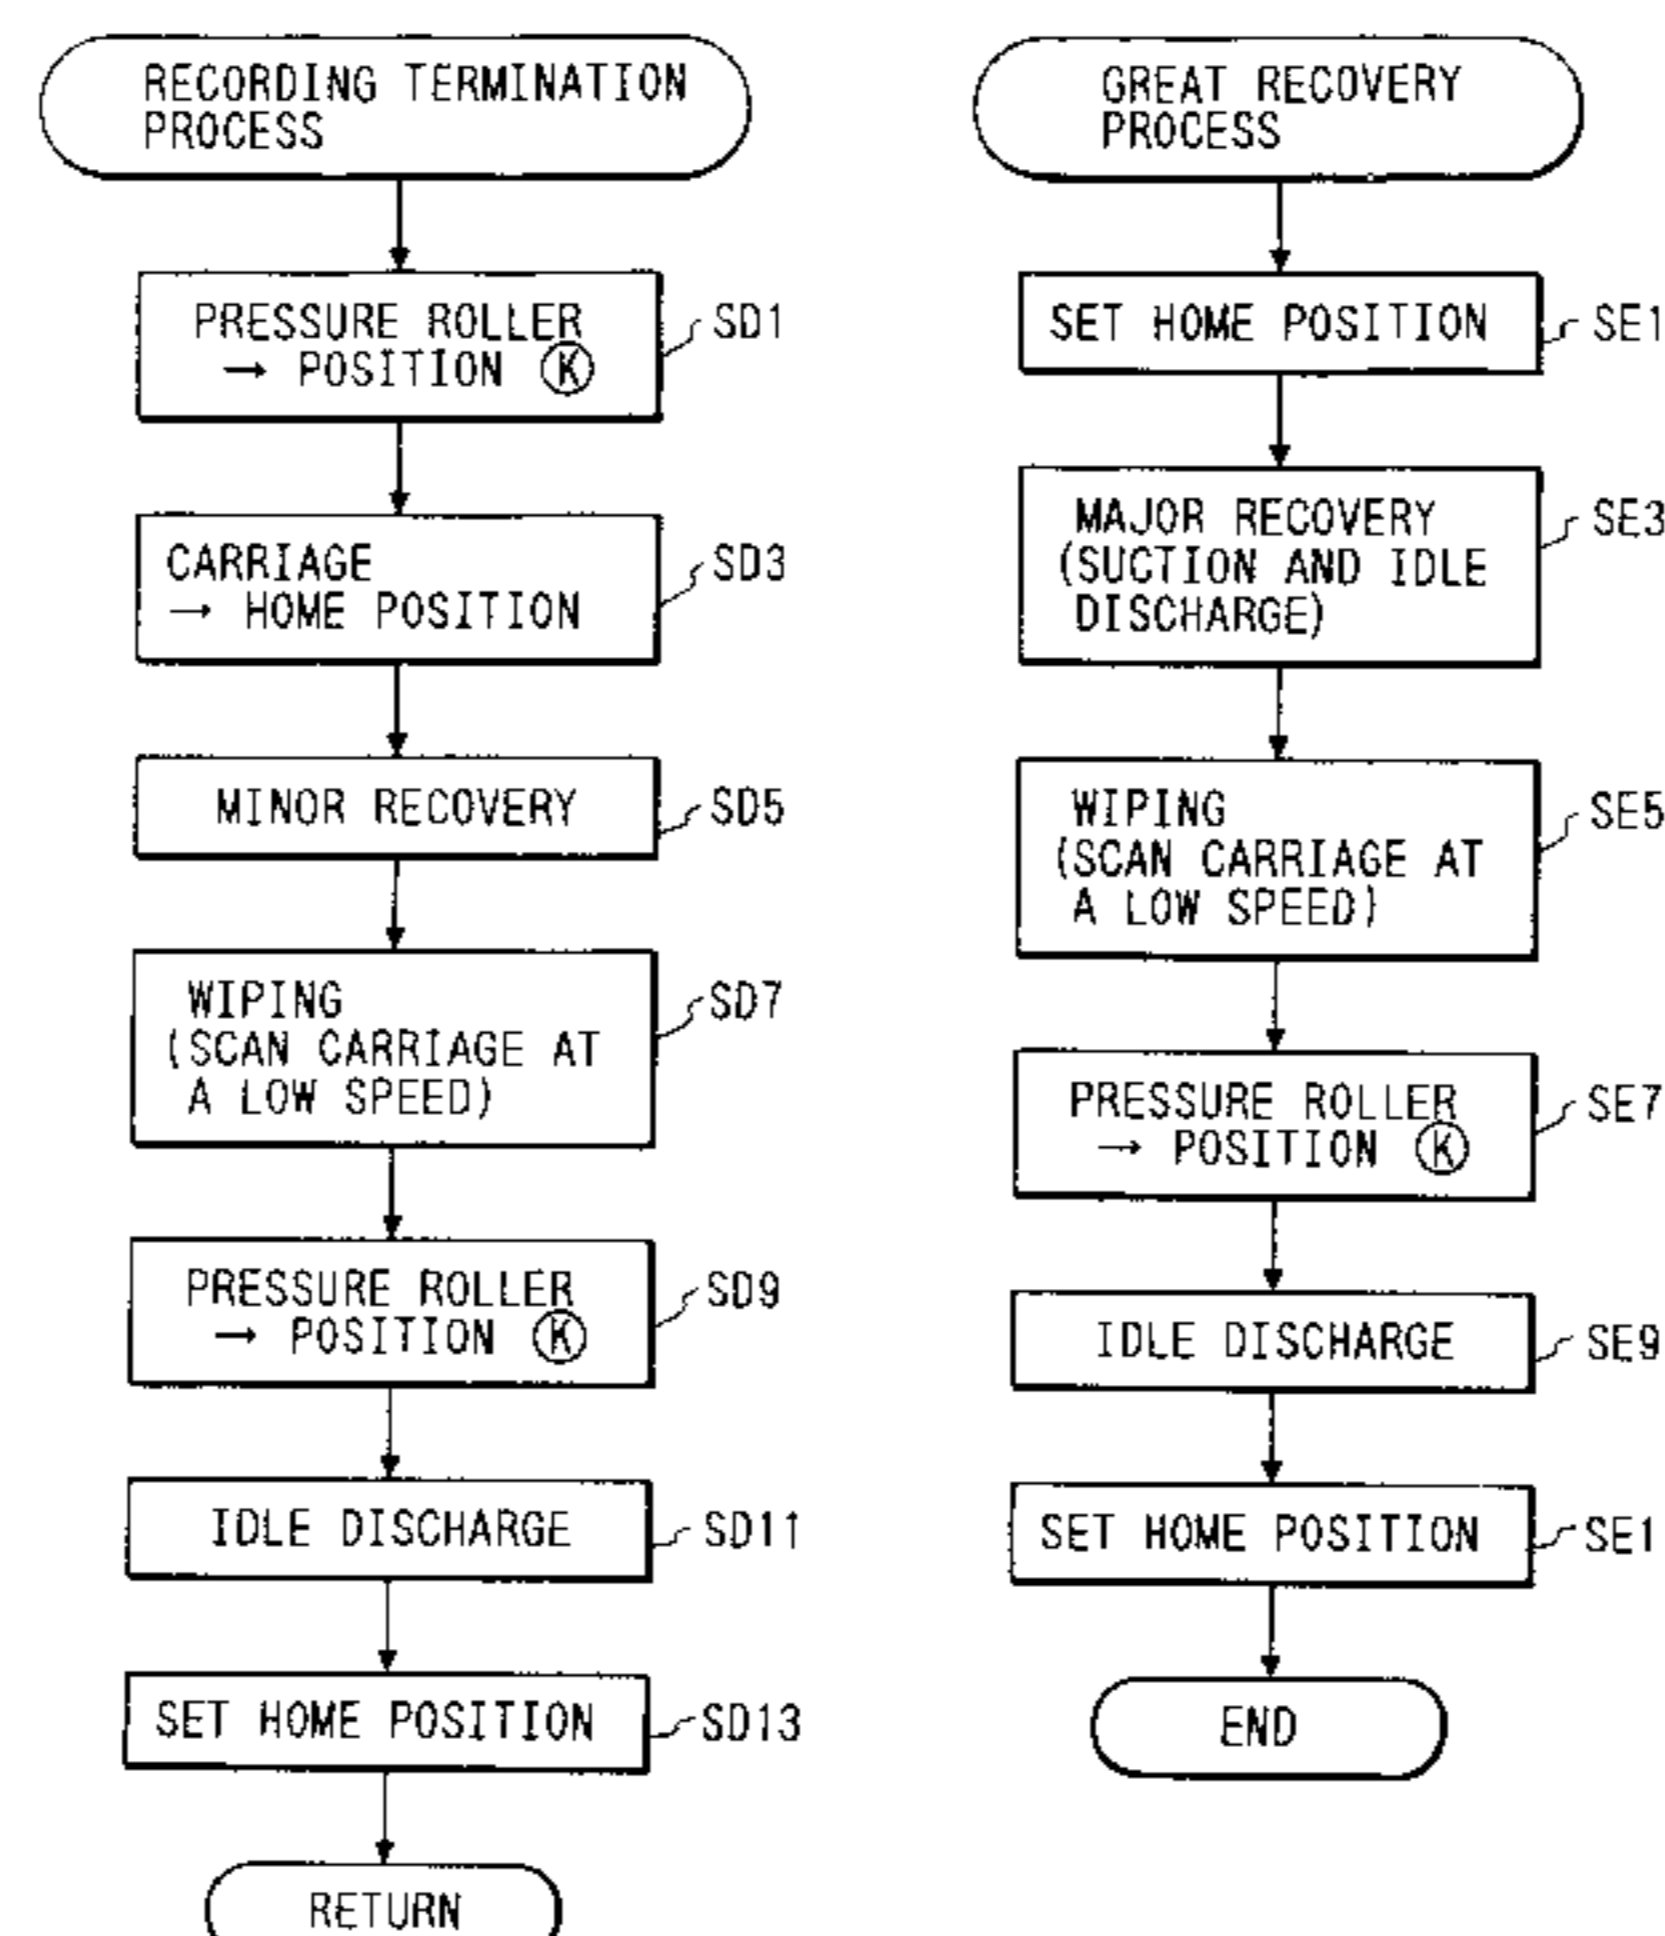 RECORDING TERMINATION
PROCESS
PRESSURE ROLLER
→ POSITION Ⓚ
SD1
CARRIAGE
→ HOME POSITION
SD3
MINOR RECOVERY
SD5
WIPING
(SCAN CARRIAGE AT
A LOW SPEED)
SD7
PRESSURE ROLLER
→ POSITION Ⓚ
SD9
IDLE DISCHARGE
SD11
SET HOME POSITION
SD13
RETURN
GREAT RECOVERY
PROCESS
SET HOME POSITION
SE1
MAJOR RECOVERY
(SUCTION AND IDLE
DISCHARGE)
SE3
WIPING
(SCAN CARRIAGE AT
A LOW SPEED)
SE5
PRESSURE ROLLER
→ POSITION Ⓚ
SE7
IDLE DISCHARGE
SE9
SET HOME POSITION
SE1
END